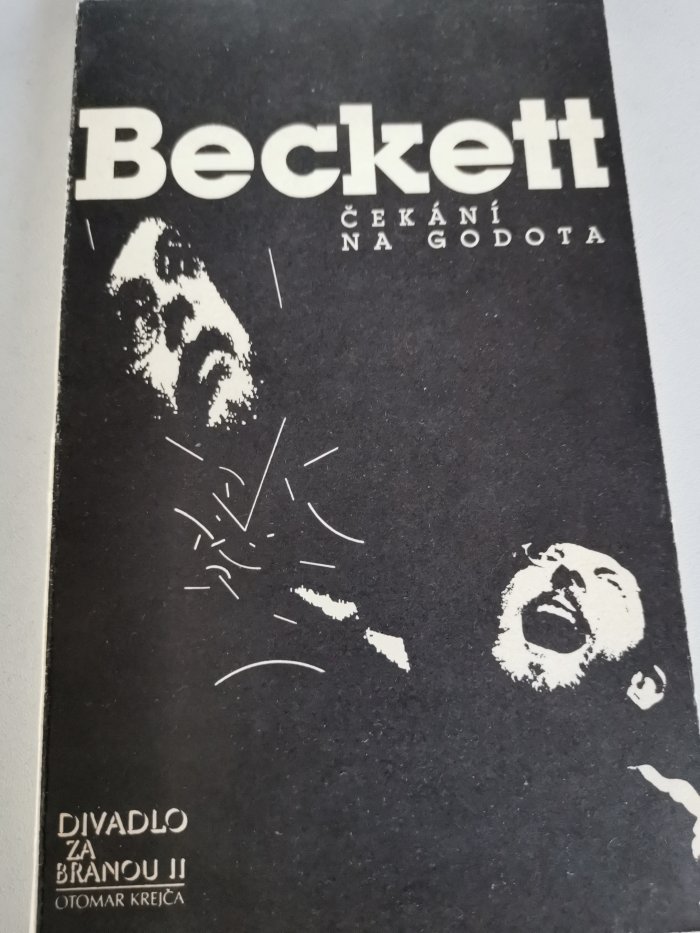 Beckett
ČEKÁNÍ
NA GODOTA
DIVADLO
ZA
BRANOU II
OTOMAR KREJČA